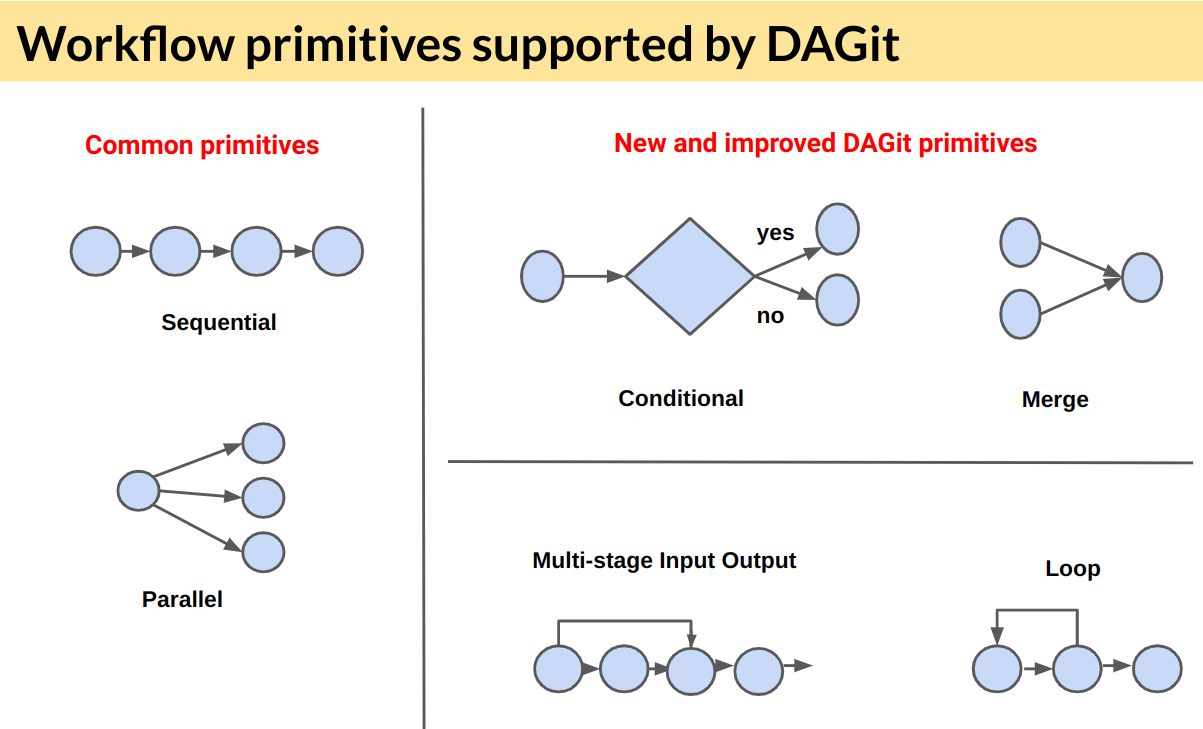 Workflow primitives supported by DAGit
Common primitives
Sequential
Parallel
New and improved DAGit primitives
yes
no
Conditional
Merge
Multi-stage Input Output
Loop